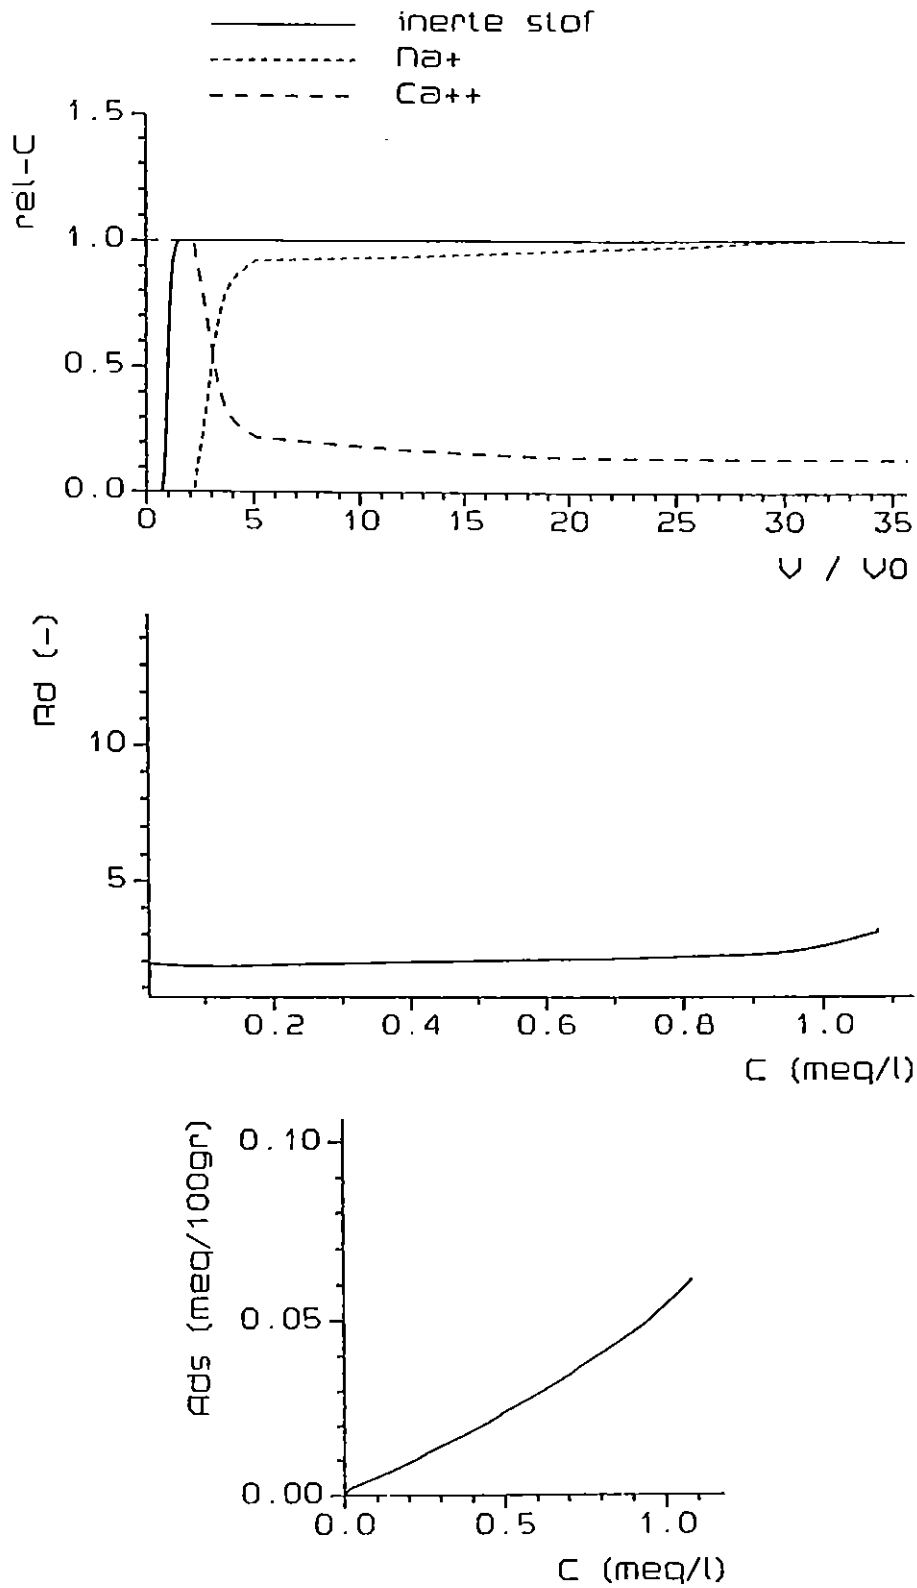 inerte stof
Na+
Ca++
rel-C
1.5
1.0
0.5
0.0
0 5 10 15 20 25 30 35
V / V0
Rd (-)
10
5
0.2 0.4 0.6 0.8 1.0
C (meq/l)
Ads (meq/100gr)
0.10
0.05
0.00
0.0 0.5 1.0
C (meq/l)